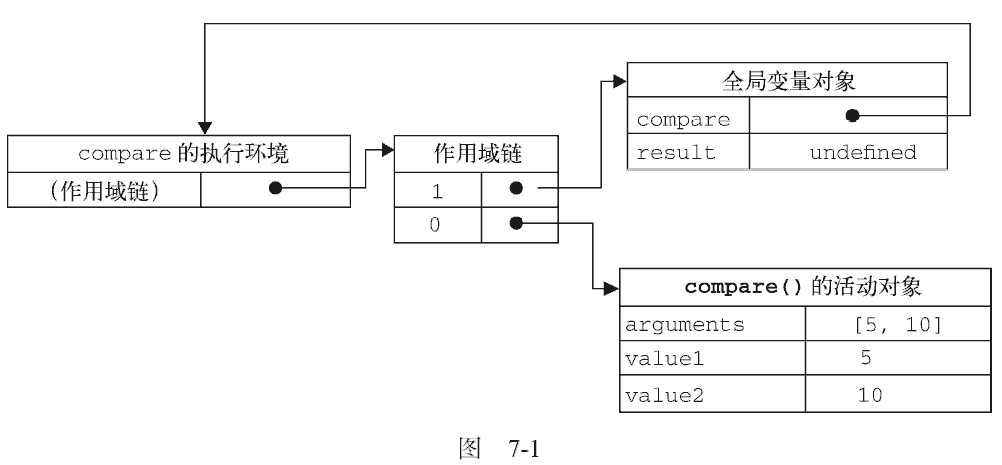 全局变量对象
compare
result undefined
compare 的执行环境
(作用域链)
作用域链
1
0
compare() 的活动对象
arguments [5, 10]
value1 5
value2 10
图 7-1